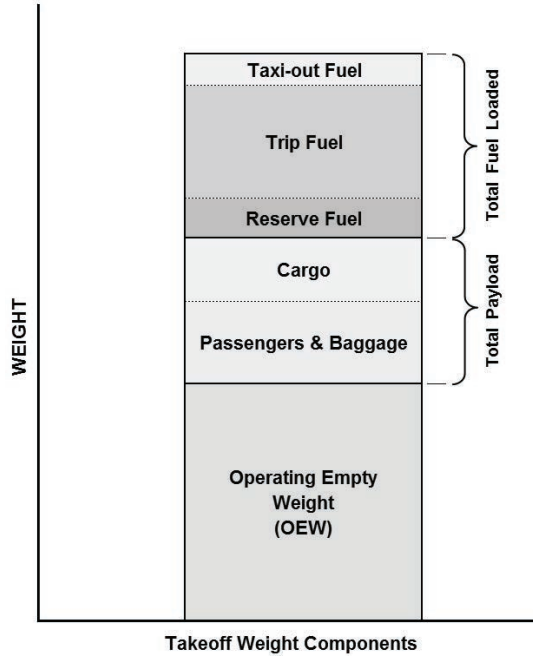 WEIGHT
Taxi-out Fuel
Trip Fuel
Reserve Fuel
Total Fuel Loaded
Cargo
Passengers & Baggage
Total Payload
Operating Empty
Weight
(OEW)
Takeoff Weight Components